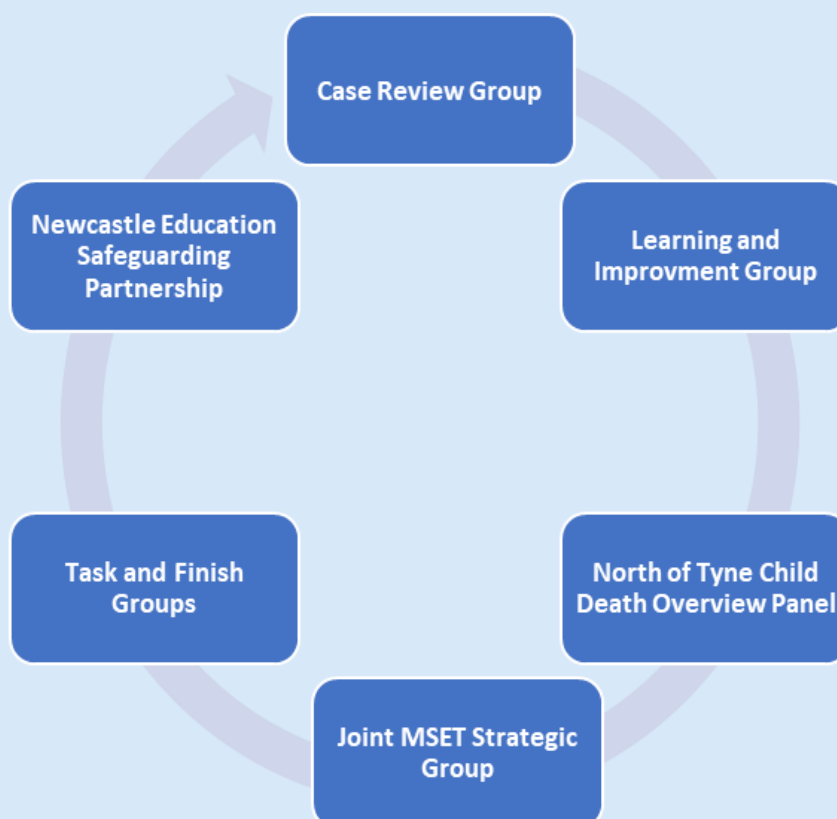 Case Review Group
Learning and
Improvment Group
North of Tyne Child
Death Overview Panel
Joint MSET Strategic
Group
Task and Finish
Groups
Newcastle Education
Safeguarding
Partnership